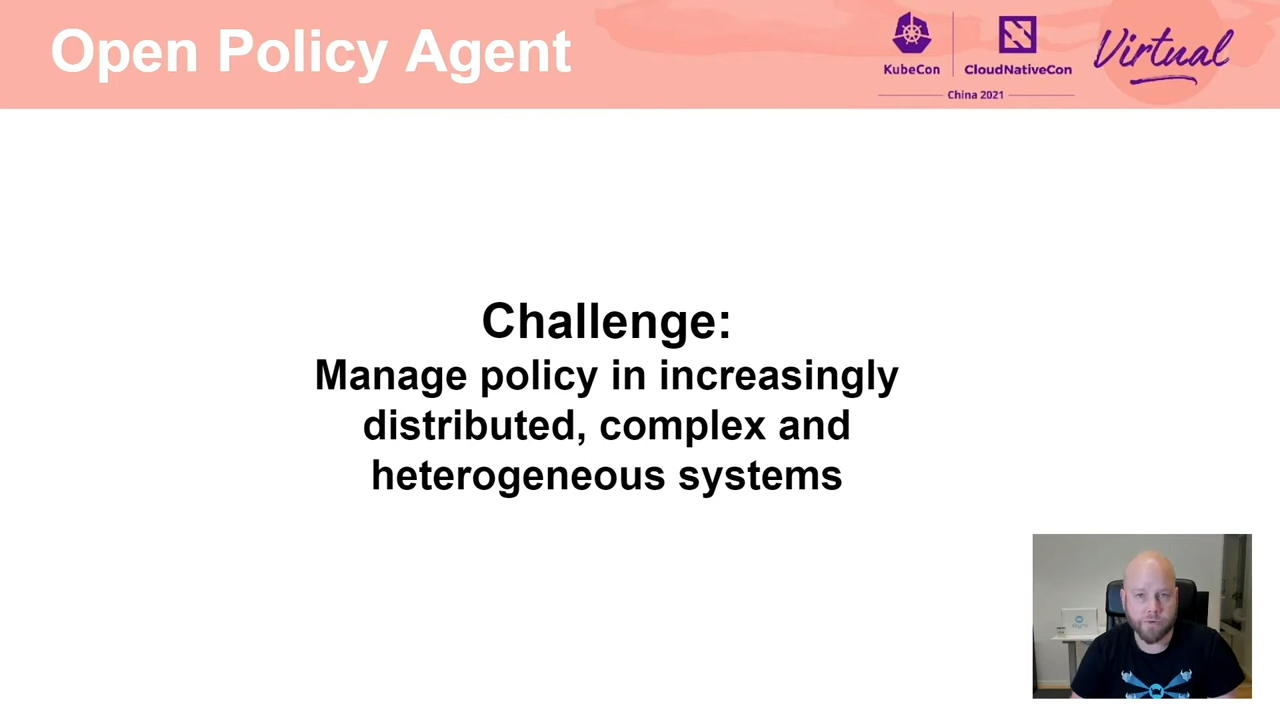 Open Policy Agent
KubeCon
CloudNativeCon
China 2021
Virtual
Challenge:
Manage policy in increasingly
distributed, complex and
heterogeneous systems